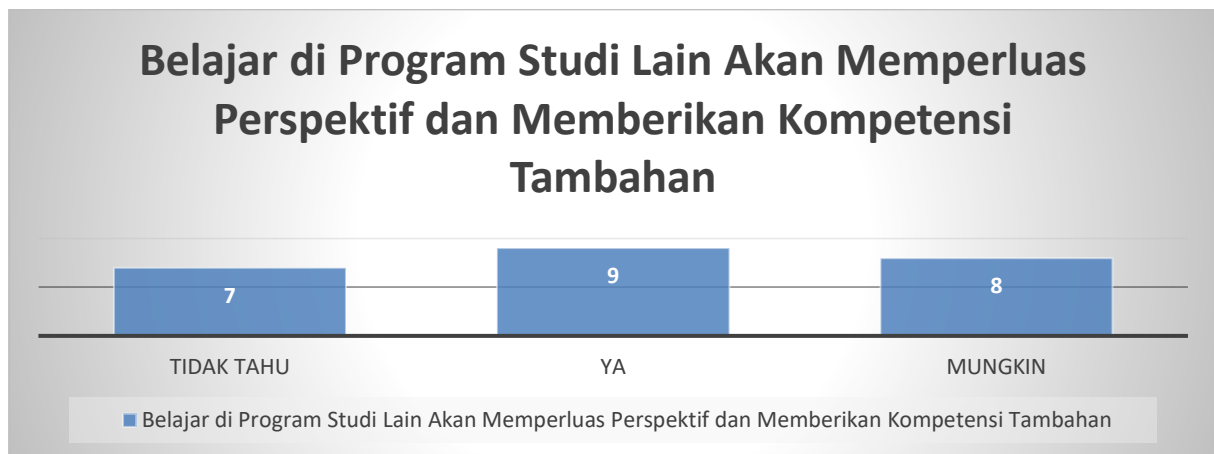 Belajar di Program Studi Lain Akan Memperluas
Perspektif dan Memberikan Kompetensi
Tambahan
7
9
8
TIDAK TAHU
YA
MUNGKIN
Belajar di Program Studi Lain Akan Memperluas Perspektif dan Memberikan Kompetensi Tambahan